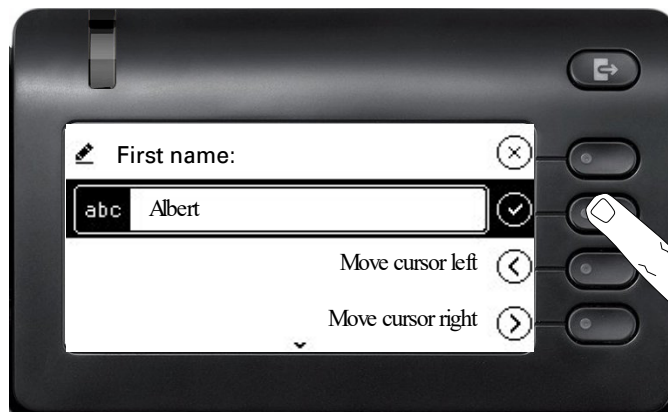 First name:
abc Albert
Move cursor left
Move cursor right